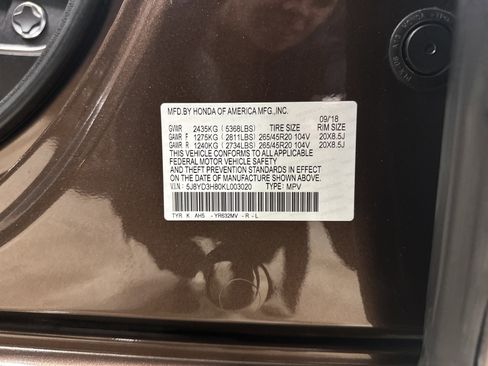 MFD.BY HONDA OF AMERICA MFG.,INC.
09/18
GVWR 2435KG (5368LBS) TIRE SIZE RIM SIZE
GAWR F 1275KG (2811LBS) 265/45R20 104V 20X8.5J
GAWR R 1240KG (2734LBS) 265/45R20 104V 20X8.5J
THIS VEHICLE CONFORMS TO ALL APPLICABLE
FEDERAL MOTOR VEHICLE SAFETY
AND THEFT PREVENTION STANDARDS IN EFFECT
ON THE DATE OF MANUFACTURE SHOWN ABOVE.
V.I.N.: 5J8YD3H80KL003020 TYPE: MPV
TYR K AH5 -YR632MV -R-L